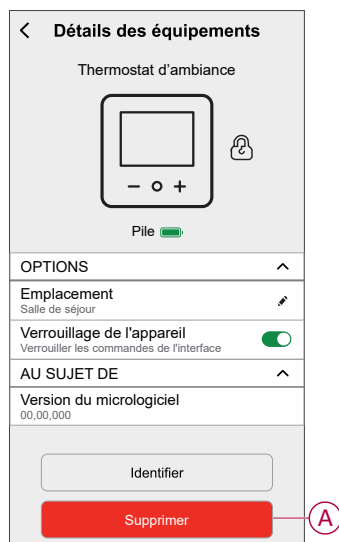 Détails des équipements
Thermostat d'ambiance
Pile
OPTIONS
Emplacement
Salle de séjour
Verrouillage de l'appareil
Verrouiller les commandes de l'interface
AU SUJET DE
Version du micrologiciel
00,00,000
Identifier
Supprimer
A